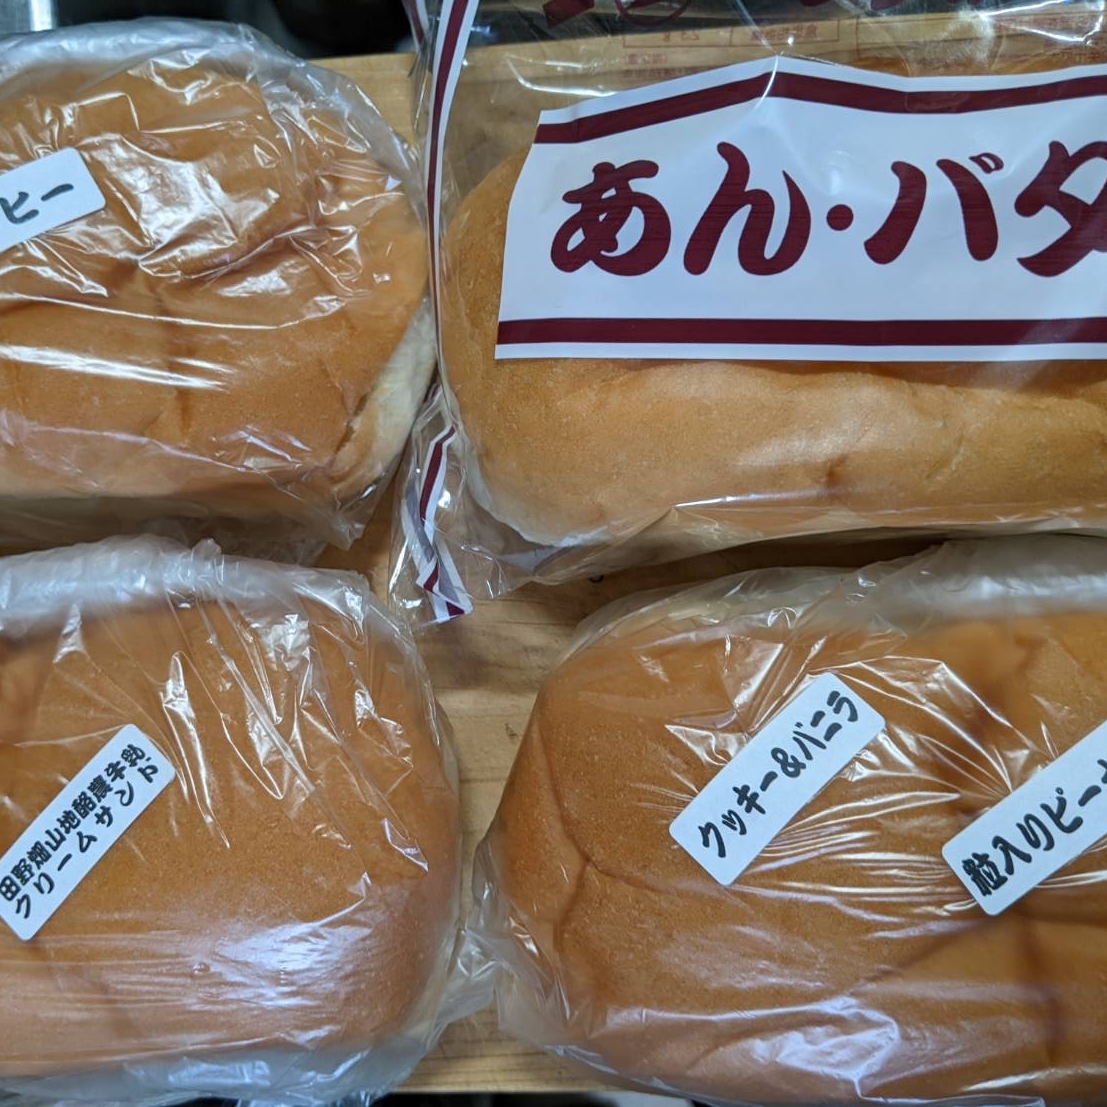 ヒー
あん・バタ
田野畑山地酪農牛乳
クリームサンド
クッキー&バニラ
粒入りピーナ